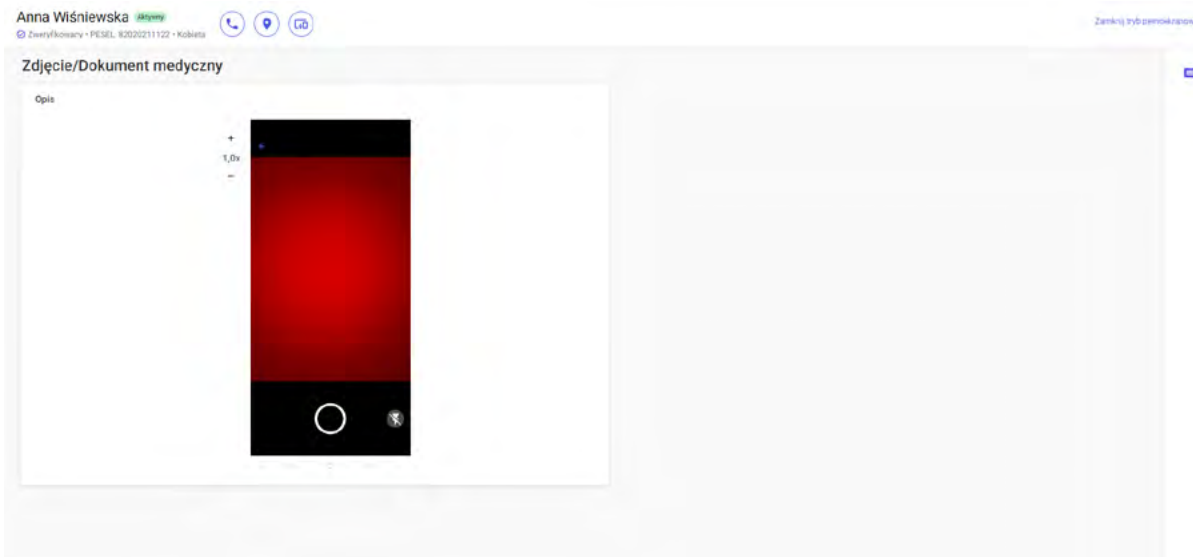 Anna Wiśniewska Aktywny
Zweryfikowany • PESEL 82020211122 • Kobieta
Zamknij tryb pełnoekranowy
Zdjęcie/Dokument medyczny
Opis
+
1,0x
−